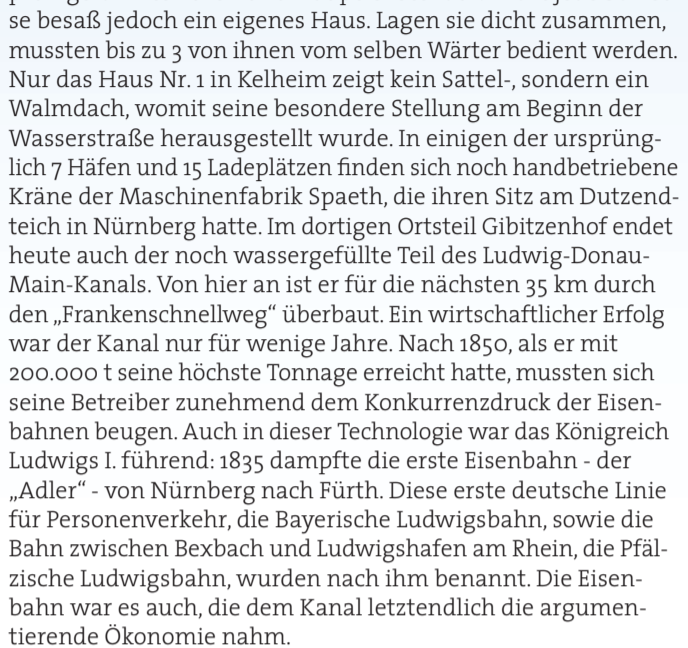 se besaß jedoch ein eigenes Haus. Lagen sie dicht zusammen,
mussten bis zu 3 von ihnen vom selben Wärter bedient werden.
Nur das Haus Nr. 1 in Kelheim zeigt kein Sattel-, sondern ein
Walmdach, womit seine besondere Stellung am Beginn der
Wasserstraße herausgestellt wurde. In einigen der ursprüng-
lich 7 Häfen und 15 Ladeplätzen finden sich noch handbetriebene
Kräne der Maschinenfabrik Spaeth, die ihren Sitz am Dutzend-
teich in Nürnberg hatte. Im dortigen Ortsteil Gibitzenhof endet
heute auch der noch wassergefüllte Teil des Ludwig-Donau-
Main-Kanals. Von hier an ist er für die nächsten 35 km durch
den „Frankenschnellweg“ überbaut. Ein wirtschaftlicher Erfolg
war der Kanal nur für wenige Jahre. Nach 1850, als er mit
200.000 t seine höchste Tonnage erreicht hatte, mussten sich
seine Betreiber zunehmend dem Konkurrenzdruck der Eisen-
bahnen beugen. Auch in dieser Technologie war das Königreich
Ludwigs I. führend: 1835 dampfte die erste Eisenbahn - der
„Adler“ - von Nürnberg nach Fürth. Diese erste deutsche Linie
für Personenverkehr, die Bayerische Ludwigsbahn, sowie die
Bahn zwischen Bexbach und Ludwigshafen am Rhein, die Pfäl-
zische Ludwigsbahn, wurden nach ihm benannt. Die Eisen-
bahn war es auch, die dem Kanal letztendlich die argumen-
tierende Ökonomie nahm.